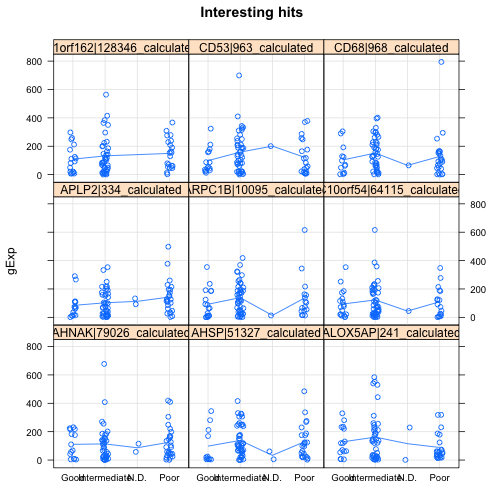 Interesting hits
1orf162|128346_calculate
CD53|963_calculated
CD68|968_calculated
800
600
400
200
0
APLP2|334_calculated
ARPC1B|10095_calculated
C10orf54|64115_calculated
800
600
400
200
0
gExp
AHNAK|79026_calculated
AHSP|51327_calculated
ALOX5AP|241_calculated
800
600
400
200
0
Good Intermediate N.D. Poor
Good Intermediate N.D. Poor
Good Intermediate N.D. Poor